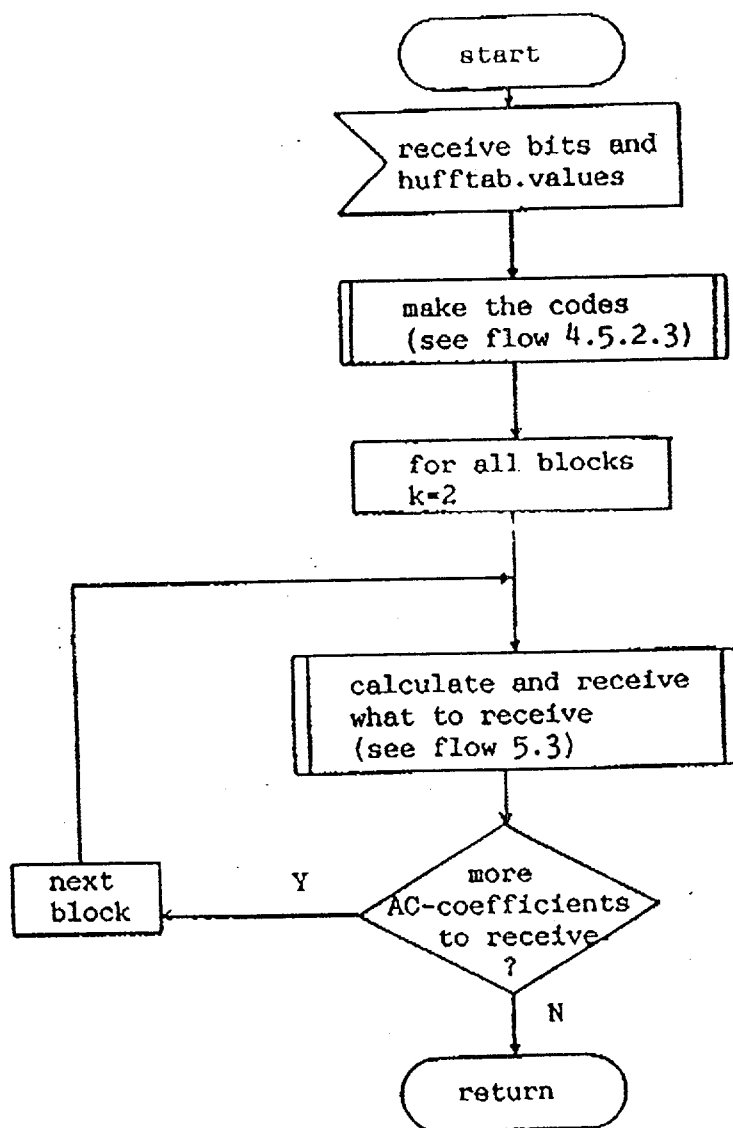 start
receive bits and
hufftab.values
make the codes
(see flow 4.5.2.3)
for all blocks
k=2
calculate and receive
what to receive
(see flow 5.3)
more
AC-coefficients
to receive
?
Y
next
block
N
return